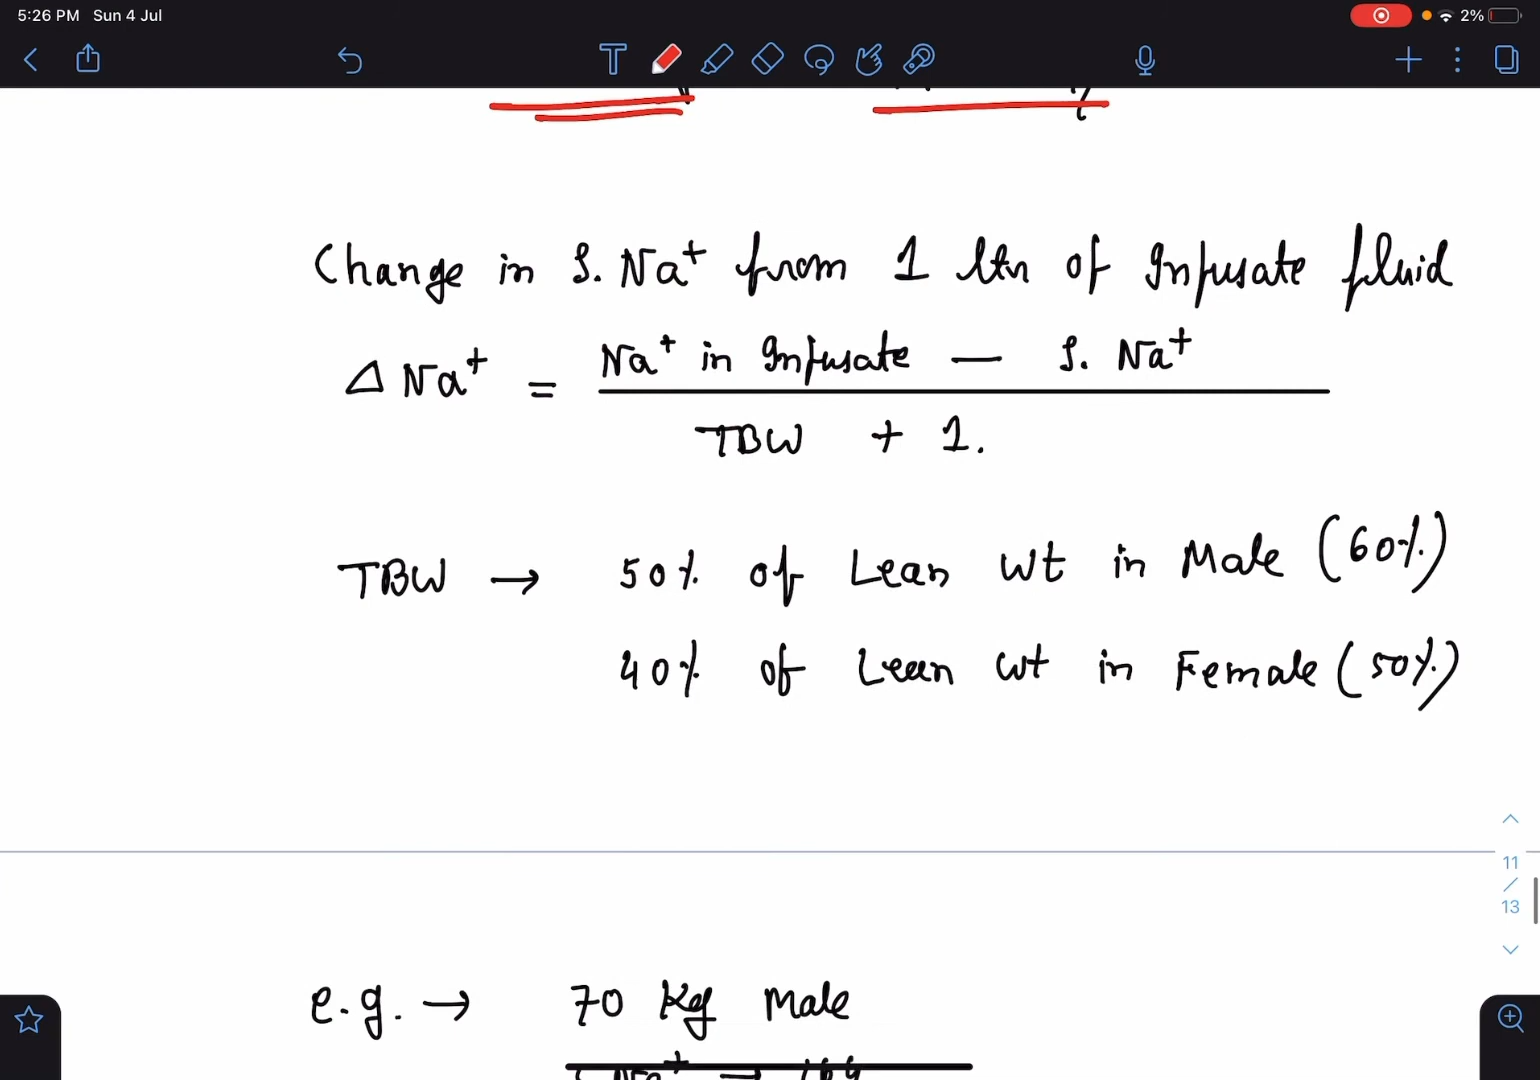 5:26 PM Sun 4 Jul
2%
T
Change in S. Na+ from 1 ltr of Infusate fluid
Δ Na+ = Na+ in Infusate — S. Na+
TBW + 1.
TBW → 50% of Lean wt in Male (60%)
40% of Lean wt in Female (50%)
11
/
13
e.g. → 70 Kg Male
Na+ → 164